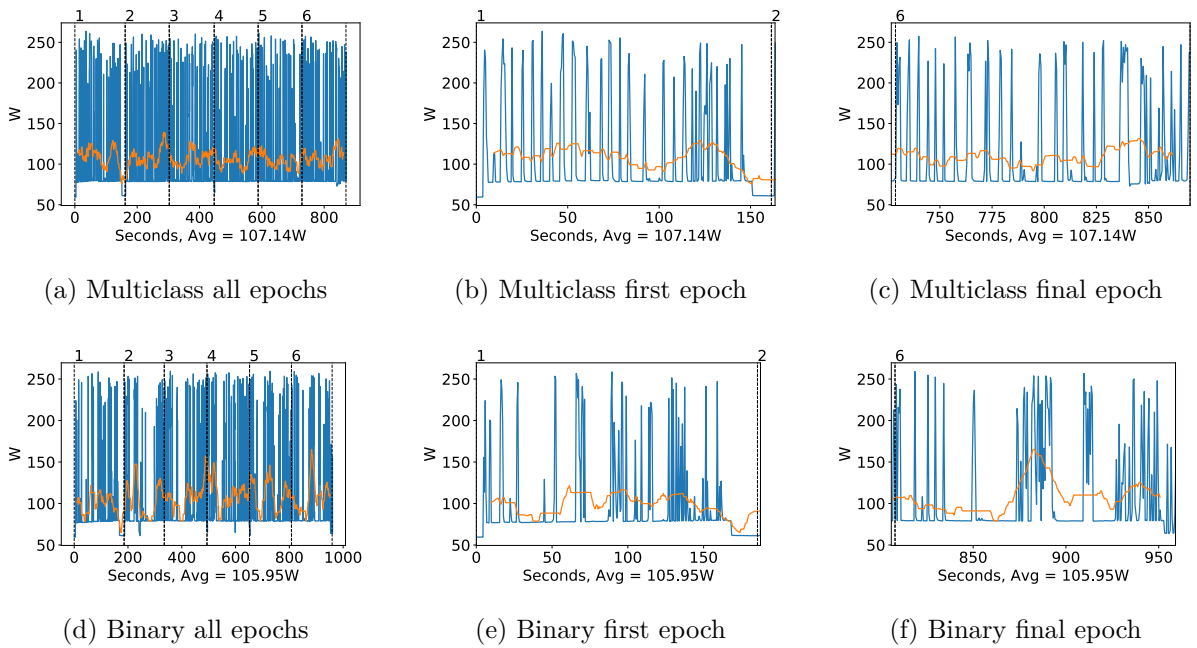 1 2 3 4 5 6
250
200
150
100
50
W
0 200 400 600 800
Seconds, Avg = 107.14W
(a) Multiclass all epochs
1 2
250
200
150
100
50
W
0 50 100 150
Seconds, Avg = 107.14W
(b) Multiclass first epoch
6
250
200
150
100
50
W
750 775 800 825 850
Seconds, Avg = 107.14W
(c) Multiclass final epoch
1 2 3 4 5 6
250
200
150
100
50
W
0 200 400 600 800 1000
Seconds, Avg = 105.95W
(d) Binary all epochs
1 2
250
200
150
100
50
W
0 50 100 150
Seconds, Avg = 105.95W
(e) Binary first epoch
6
250
200
150
100
50
W
850 900 950
Seconds, Avg = 105.95W
(f) Binary final epoch